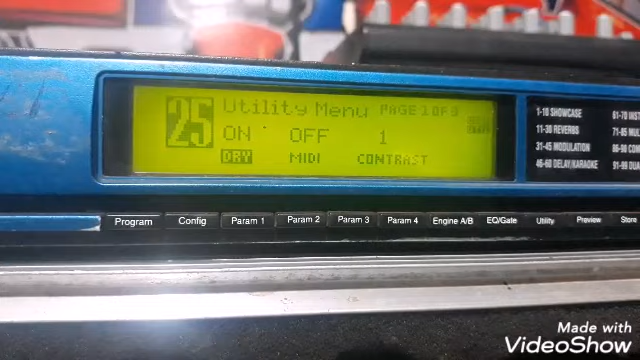 25
Utility Menu PAGE 1 OF 3
ON OFF 1
DRY MIDI CONTRAST
1-10 SHOWCASE
11-30 REVERBS
31-45 MODULATION
46-60 DELAY/KARAOKE
Program Config Param 1 Param 2 Param 3 Param 4 Engine A/B EQ/Gate Utility Preview Store
Made with
VideoShow